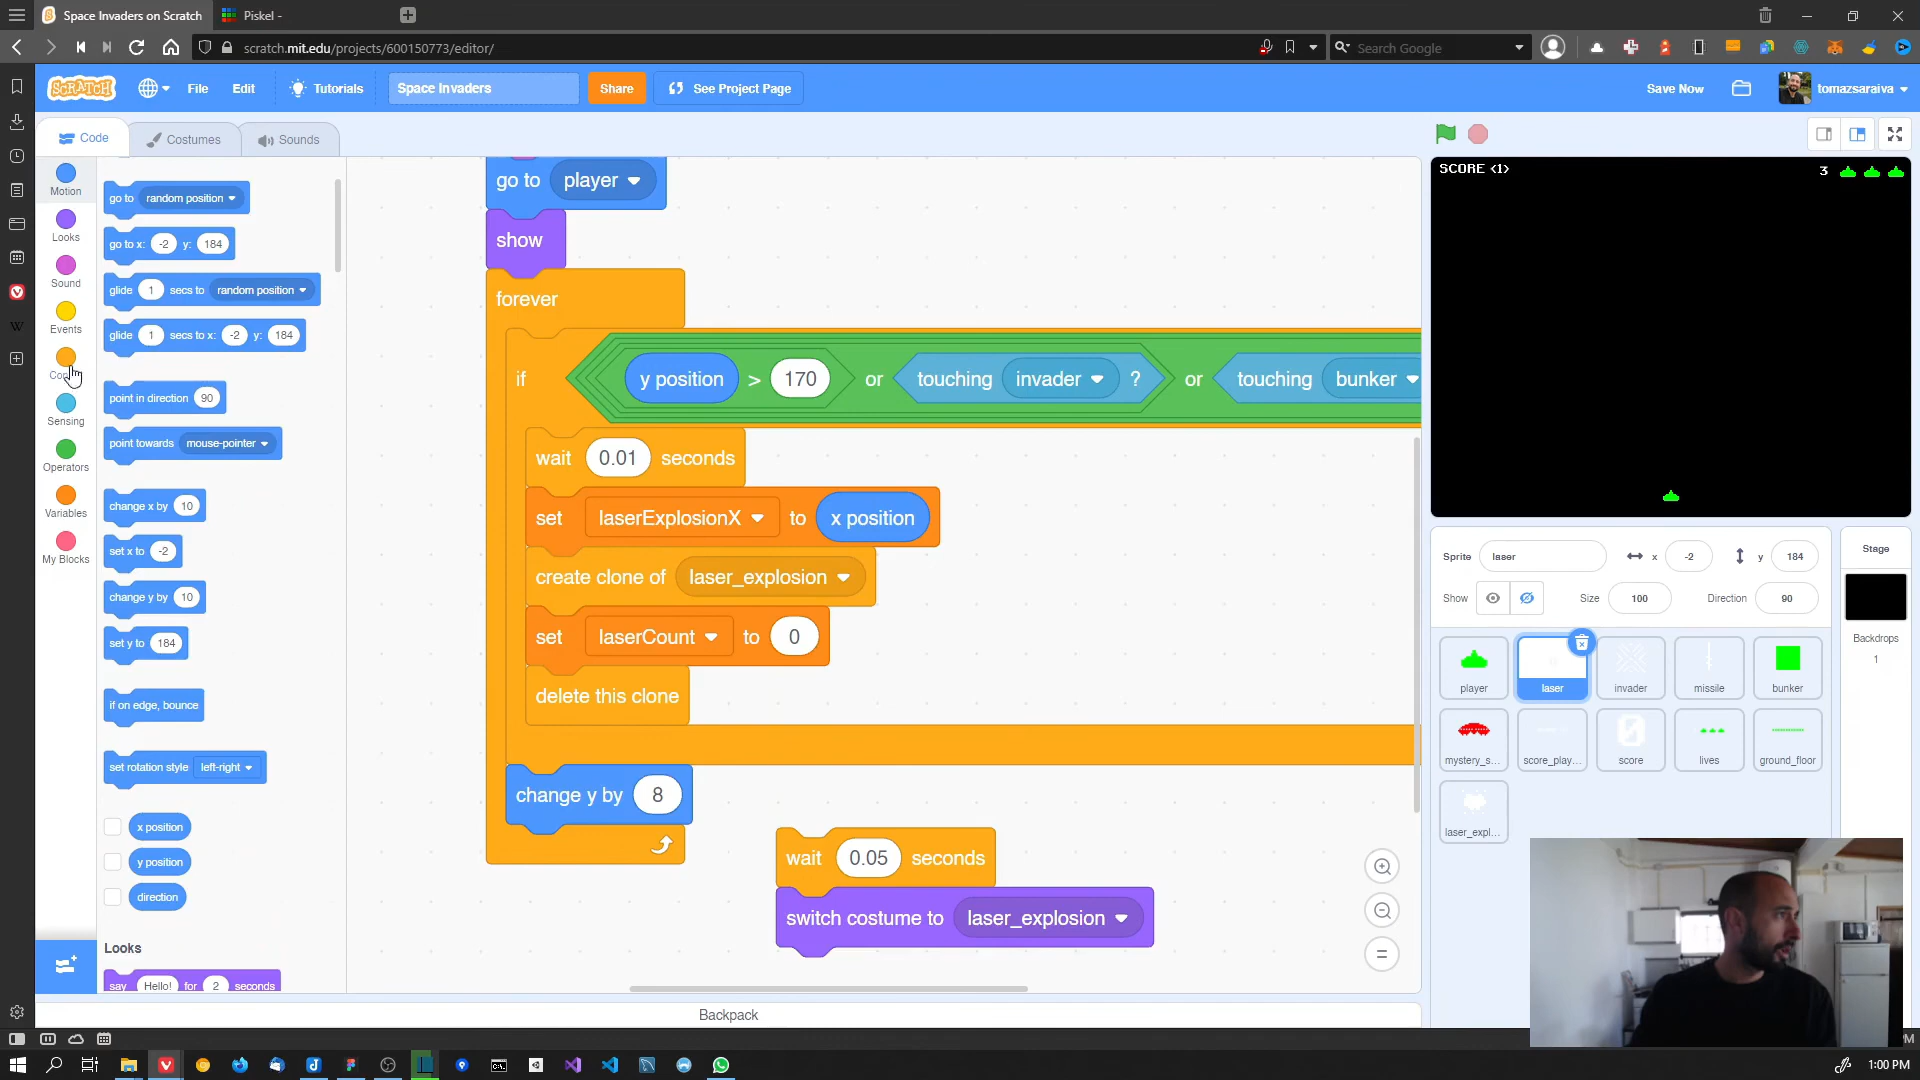 Space Invaders on Scratch
Piskel -
scratch.mit.edu/projects/600150773/editor/
Search Google
SCRATCH
File
Edit
Tutorials
Space Invaders
Share
See Project Page
Save Now
tomazsaraiva
Code
Costumes
Sounds
Motion
Looks
Sound
Events
Sensing
Operators
Variables
My Blocks
go to random position
go to x: -2 y: 184
glide 1 secs to random position
glide 1 secs to x: -2 y: 184
point in direction 90
point towards mouse-pointer
change x by 10
set x to -2
change y by 10
set y to 184
if on edge, bounce
set rotation style left-right
x position
y position
direction
Looks
say Hello! for 2 seconds
go to player
show
forever
if y position > 170 or touching invader ? or touching bunker
wait 0.01 seconds
set laserExplosionX to x position
create clone of laser_explosion
set laserCount to 0
delete this clone
change y by 8
wait 0.05 seconds
switch costume to laser_explosion
Backpack
SCORE <1>
3
Sprite laser x -2 y 184
Show Size 100 Direction 90
Stage
Backdrops
1
player
laser
invader
missile
bunker
mystery_s...
score_play...
score
lives
ground_floor
laser_expl...
1:00 PM